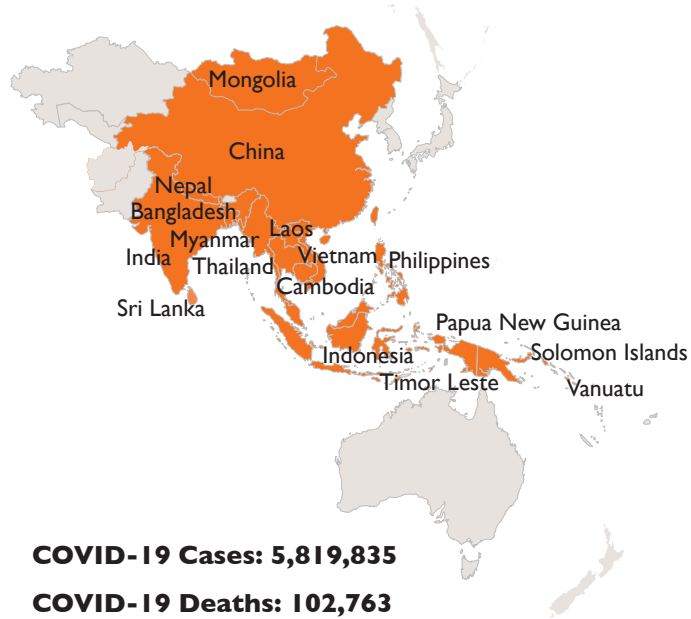 Mongolia
China
Nepal
Bangladesh
Laos
Myanmar
India
Vietnam
Philippines
Thailand
Cambodia
Sri Lanka
Papua New Guinea
Indonesia
Solomon Islands
Timor Leste
Vanuatu
COVID-19 Cases: 5,819,835
COVID-19 Deaths: 102,763